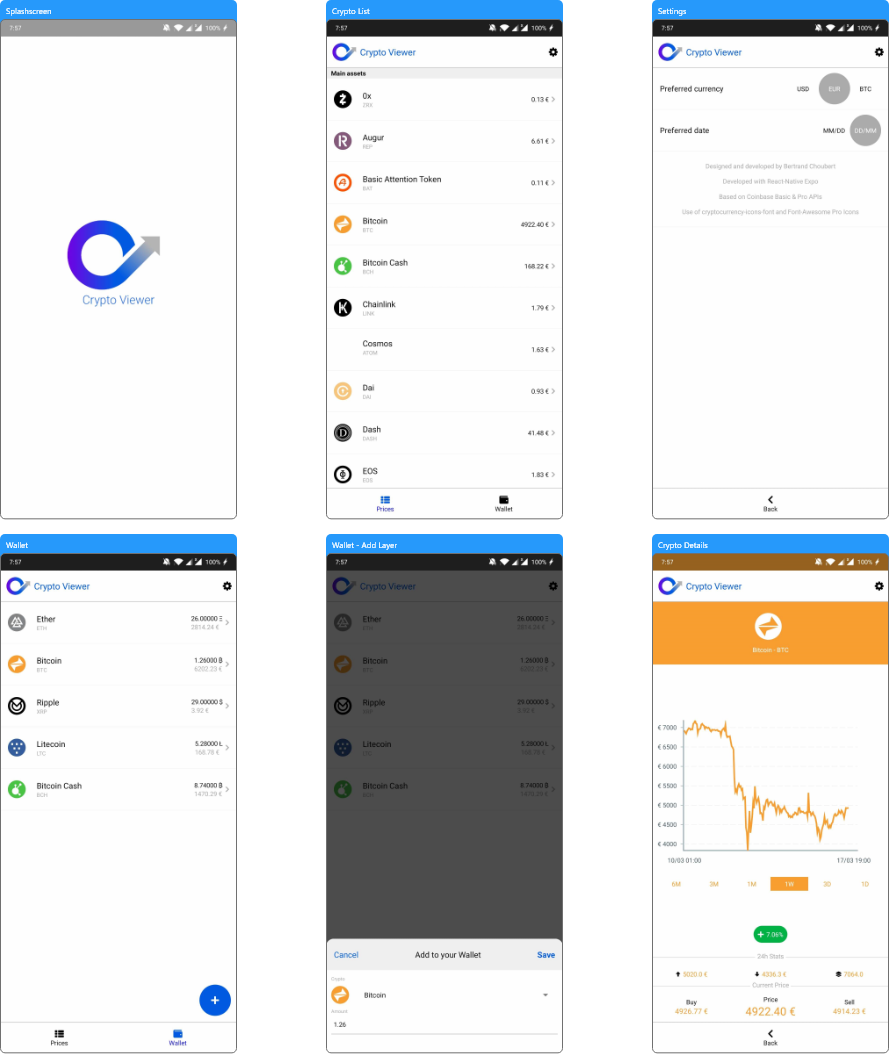 Splashscreen
7:57 100%
Crypto Viewer
Crypto List
7:57 100%
Crypto Viewer
Main assets
0x
ZRX
0.13 €
Augur
REP
6.61 €
Basic Attention Token
BAT
0.11 €
Bitcoin
BTC
4922.40 €
Bitcoin Cash
BCH
168.22 €
Chainlink
LINK
1.79 €
Cosmos
ATOM
1.63 €
Dai
DAI
0.93 €
Dash
DASH
41.48 €
EOS
EOS
1.83 €
Prices Wallet
Settings
7:57 100%
Crypto Viewer
Preferred currency USD EUR BTC
Preferred date MM/DD DD/MM
Designed and developed by Bertrand Choubert
Developed with React-Native Expo
Based on Coinbase Basic & Pro APIs
Use of cryptocurrency-icons-font and Font-Awesome Pro Icons
Back
Wallet
7:57 100%
Crypto Viewer
Ether
ETH
26.00000 Ξ
2814.24 €
Bitcoin
BTC
1.26000 ₿
6202.23 €
Ripple
XRP
29.00000 $
3.92 €
Litecoin
LTC
5.28000 Ł
168.70 €
Bitcoin Cash
BCH
8.74000 ₿
1470.29 €
Prices Wallet
Wallet - Add Layer
7:57 100%
Crypto Viewer
Ether
ETH
26.00000 Ξ
2814.24 €
Bitcoin
BTC
1.26000 ₿
6202.23 €
Ripple
XRP
29.00000 $
3.92 €
Litecoin
LTC
5.28000 Ł
168.70 €
Bitcoin Cash
BCH
8.74000 ₿
1470.29 €
Cancel Add to your Wallet Save
Crypto
Bitcoin
Amount
1.26
Crypto Details
7:57 100%
Crypto Viewer
Bitcoin - BTC
€ 7000
€ 6500
€ 6000
€ 5500
€ 5000
€ 4500
€ 4000
10/03 01:00 17/03 19:00
6M 3M 1M 1W 3D 1D
+ 7.06%
24h Stats
5020.0 € 4336.3 € 7064.0
Current Price
Buy Price Sell
4926.77 € 4922.40 € 4914.23 €
Back